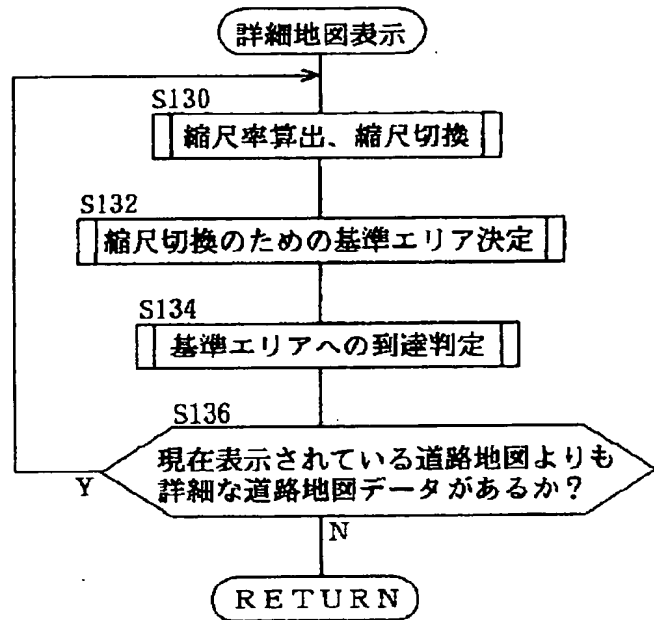 詳細地図表示
S130
縮尺率算出、縮尺切換
S132
縮尺切換のための基準エリア決定
S134
基準エリアへの到達判定
S136
現在表示されている道路地図よりも
詳細な道路地図データがあるか？
Y
N
RETURN